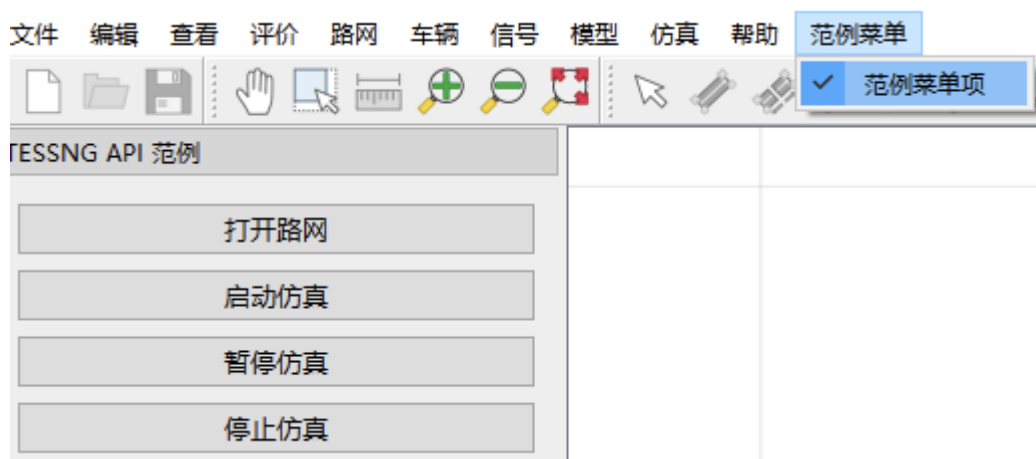 文件 编辑 查看 评价 路网 车辆 信号 模型 仿真 帮助 范例菜单
范例菜单项
TESSNG API 范例
打开路网
启动仿真
暂停仿真
停止仿真